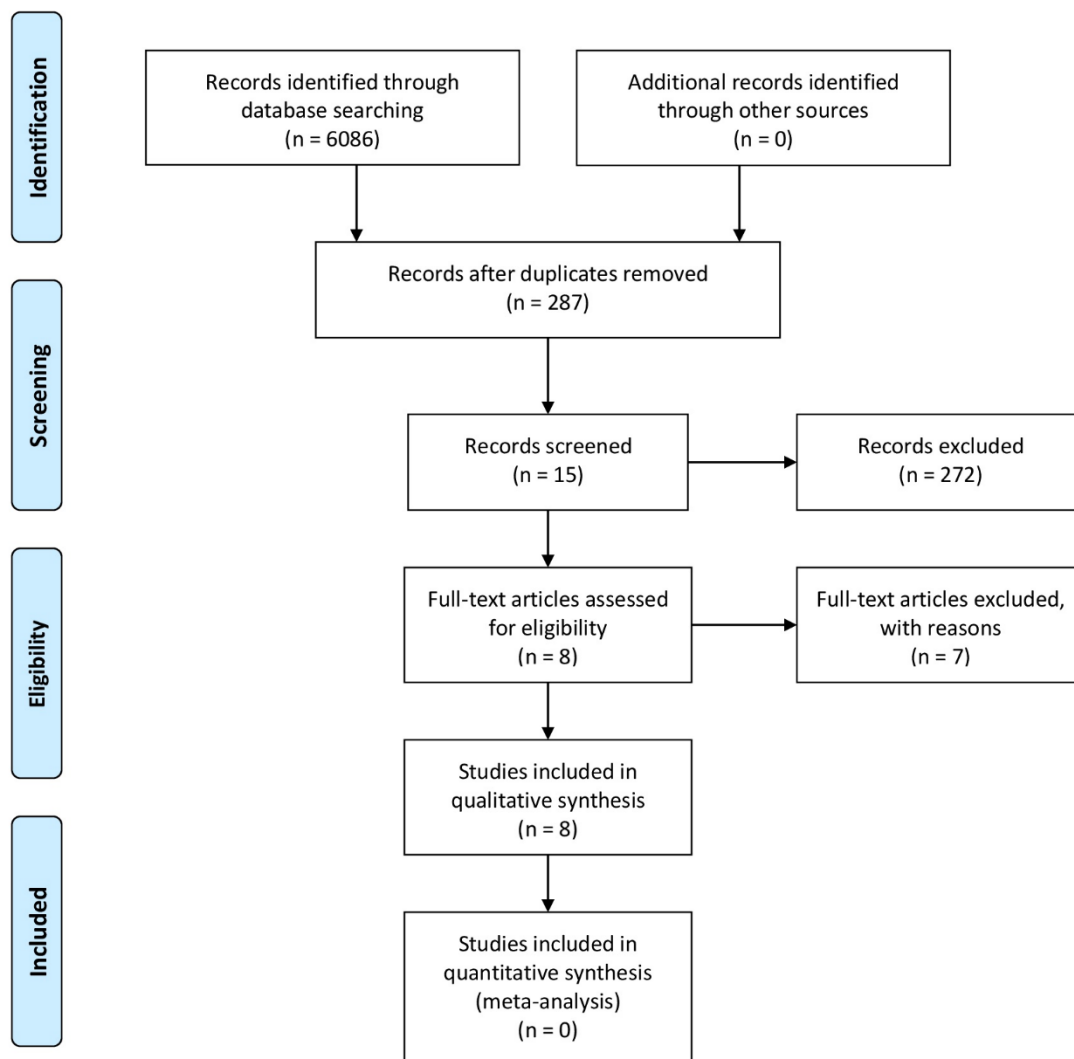 Identification
Records identified through
database searching
(n = 6086)
Additional records identified
through other sources
(n = 0)
Records after duplicates removed
(n = 287)
Screening
Records screened
(n = 15)
Records excluded
(n = 272)
Eligibility
Full-text articles assessed
for eligibility
(n = 8)
Full-text articles excluded,
with reasons
(n = 7)
Studies included in
qualitative synthesis
(n = 8)
Included
Studies included in
quantitative synthesis
(meta-analysis)
(n = 0)